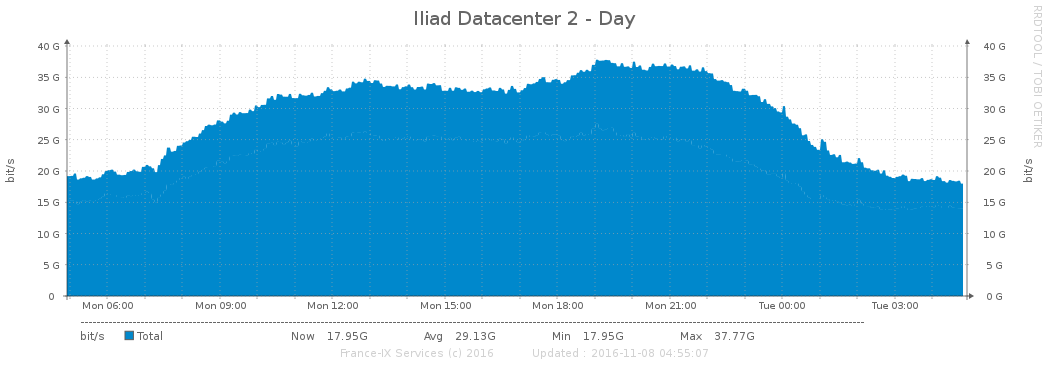 Iliad Datacenter 2 - Day
RRDTOOL / TOBI OETIKER
40 G 40 G
35 G 35 G
30 G 30 G
25 G 25 G
20 G 20 G
15 G 15 G
10 G 10 G
5 G 5 G
0 0 G
bit/s bit/s
Mon 06:00 Mon 09:00 Mon 12:00 Mon 15:00 Mon 18:00 Mon 21:00 Tue 00:00 Tue 03:00
bit/s Total Now 17.95G Avg 29.13G Min 17.95G Max 37.77G
France-IX Services (c) 2016 Updated : 2016-11-08 04:55:07